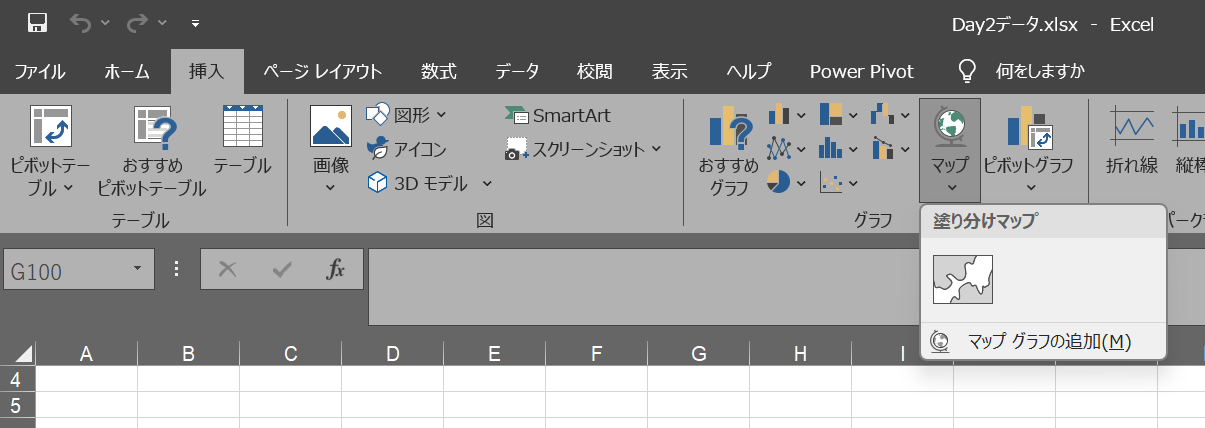 Day2データ.xlsx - Excel
ファイル ホーム 挿入 ページ レイアウト 数式 データ 校閲 表示 ヘルプ Power Pivot 何をしますか
ピボットテー
ブル
おすすめ
ピボットテーブル
テーブル
テーブル
画像
図形
アイコン
3D モデル
SmartArt
スクリーンショット
図
おすすめ
グラフ
グラフ
マップ
ピボットグラフ
折れ線
縦棒
塗り分けマップ
マップ グラフの追加(M)
G100
fx
A B C D E F G H I
4
5